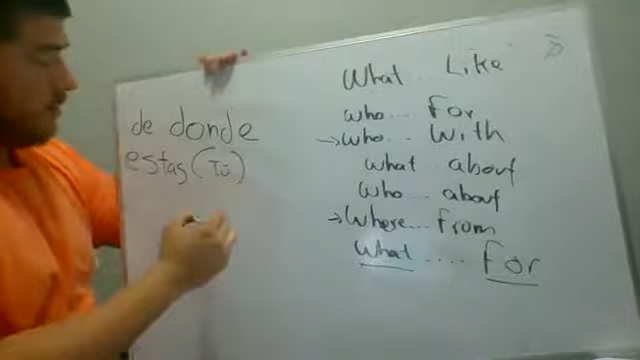 de donde
estas (Tú)
What ... Like
who... For
→ who... With
what about
Who ... about
→ Where... From
What .... For